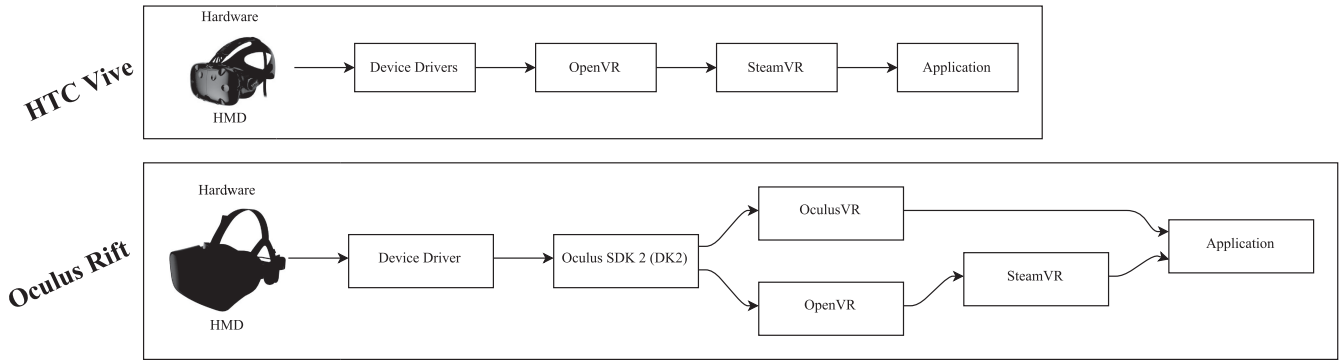 HTC Vive
Hardware
HMD
Device Drivers
OpenVR
SteamVR
Application
Oculus Rift
Hardware
HMD
Device Driver
Oculus SDK 2 (DK2)
OculusVR
OpenVR
SteamVR
Application